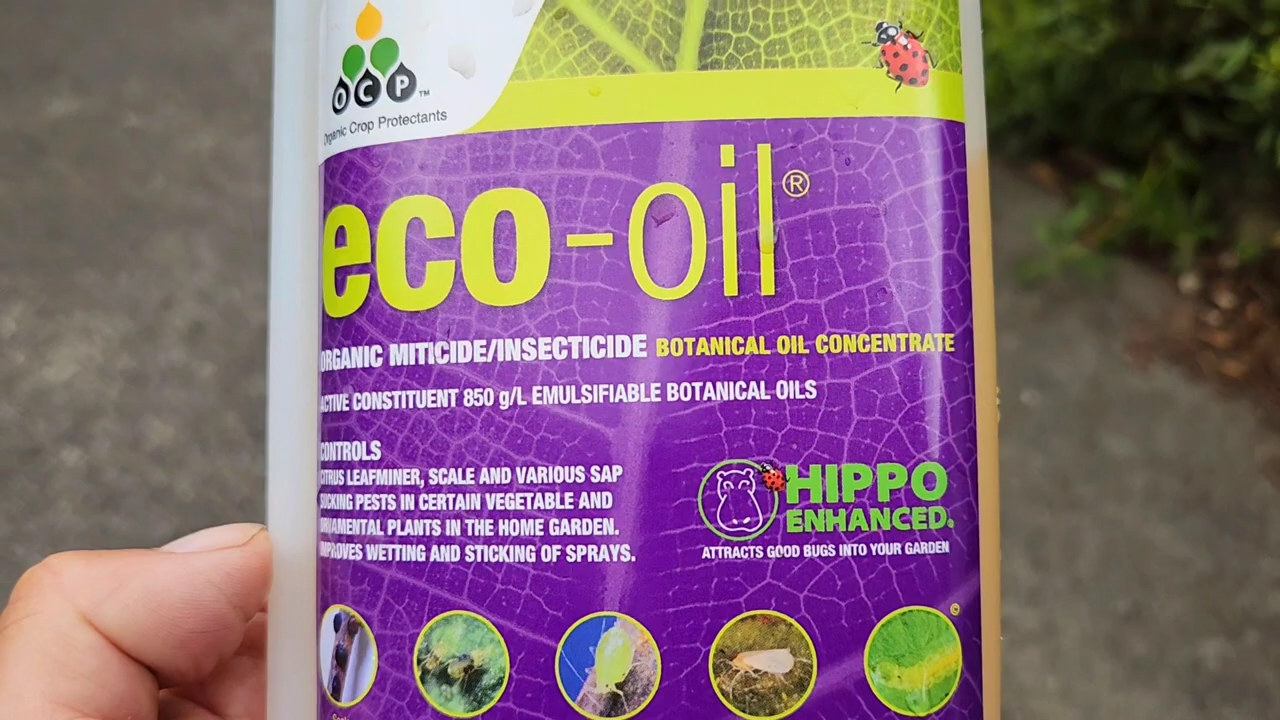 OCP™
Organic Crop Protectants
eco-oil®
ORGANIC MITICIDE/INSECTICIDE BOTANICAL OIL CONCENTRATE
ACTIVE CONSTITUENT 850 g/L EMULSIFIABLE BOTANICAL OILS
CONTROLS
CITRUS LEAFMINER, SCALE AND VARIOUS SAP
SUCKING PESTS IN CERTAIN VEGETABLE AND
ORNAMENTAL PLANTS IN THE HOME GARDEN.
IMPROVES WETTING AND STICKING OF SPRAYS.
HIPPO
ENHANCED®
ATTRACTS GOOD BUGS INTO YOUR GARDEN
©